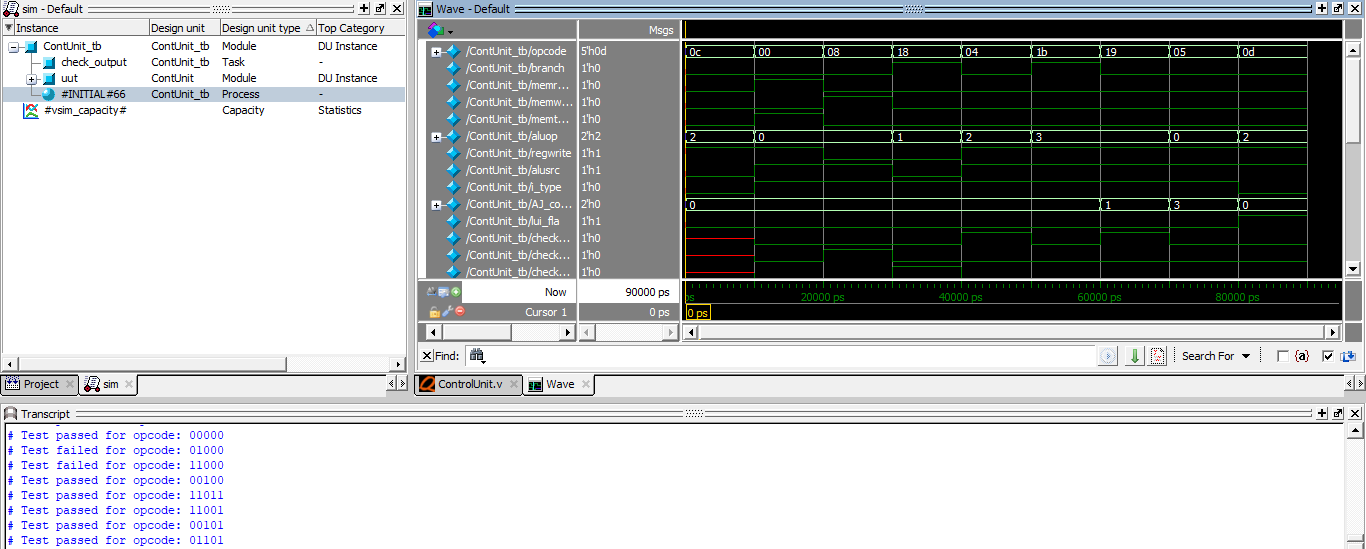 sim - Default
Instance Design unit Design unit type Top Category
ContUnit_tb ContUnit_tb Module DU Instance
check_output ContUnit_tb Task -
uut ContUnit Module DU Instance
#INITIAL#66 ContUnit_tb Process -
#vsim_capacity# Capacity Statistics
Project sim
Wave - Default
Msgs
/ContUnit_tb/opcode 5'h0d 0c 00 08 18 04 1b 19 05 0d
/ContUnit_tb/branch 1'h0
/ContUnit_tb/memr... 1'h0
/ContUnit_tb/memw... 1'h0
/ContUnit_tb/memt... 1'h0
/ContUnit_tb/aluop 2'h2 2 0 1 2 3 0 2
/ContUnit_tb/regwrite 1'h1
/ContUnit_tb/alusrc 1'h1
/ContUnit_tb/i_type 1'h0
/ContUnit_tb/AJ_co... 2'h0 0 1 3 0
/ContUnit_tb/lui_fla 1'h1
/ContUnit_tb/check... 1'h0
/ContUnit_tb/check... 1'h0
/ContUnit_tb/check... 1'h0
Now 90000 ps ps 20000 ps 40000 ps 60000 ps 80000 ps
Cursor 1 0 ps 0 ps
Find: Search For {a}
ControlUnit.v Wave
Transcript
# Test passed for opcode: 00000
# Test failed for opcode: 01000
# Test failed for opcode: 11000
# Test passed for opcode: 00100
# Test passed for opcode: 11011
# Test passed for opcode: 11001
# Test passed for opcode: 00101
# Test passed for opcode: 01101